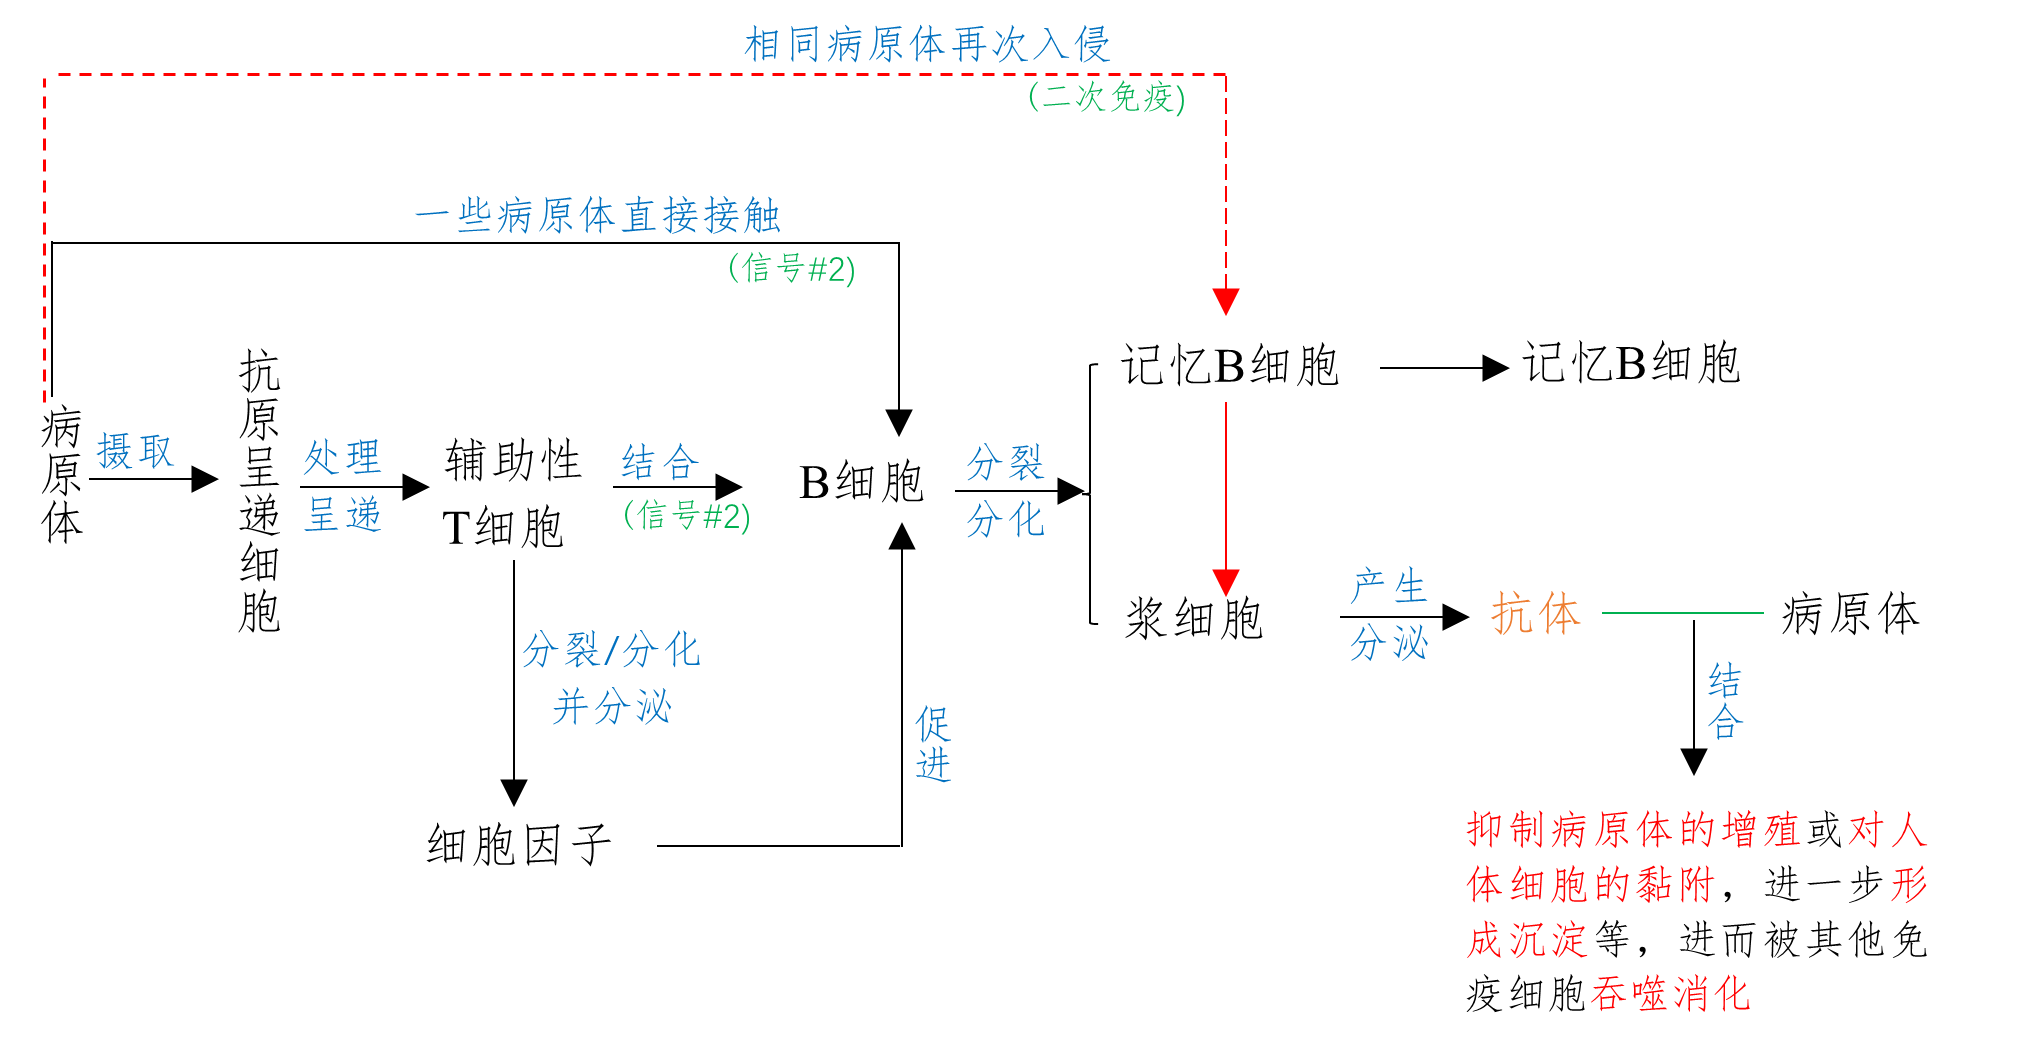 相同病原体再次入侵
(二次免疫)
一些病原体直接接触
(信号#2)
病原体
摄取
抗原呈递细胞
处理
呈递
辅助性
T细胞
结合
(信号#2)
B细胞
分裂
分化
记忆B细胞
记忆B细胞
浆细胞
产生
分泌
抗体
病原体
结合
分裂/分化
并分泌
促进
细胞因子
抑制病原体的增殖或对人
体细胞的黏附，进一步形
成沉淀等，进而被其他免
疫细胞吞噬消化